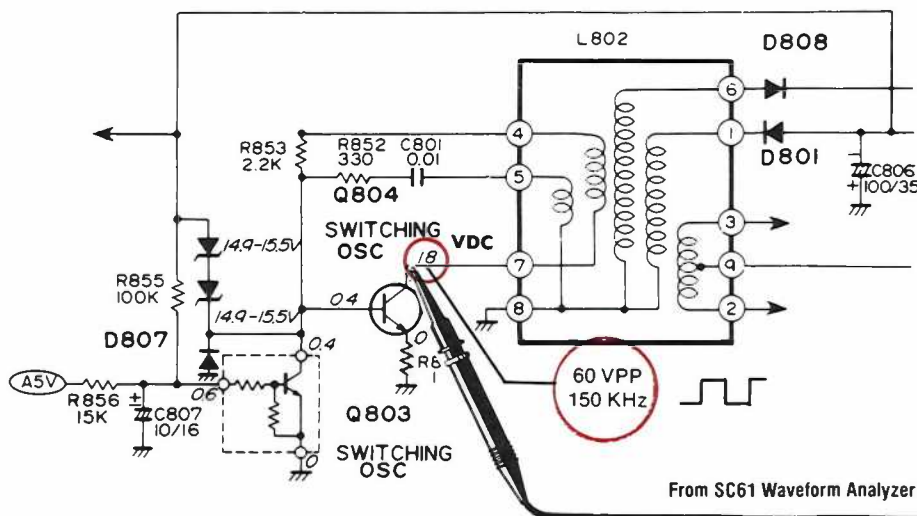 L802
D808
6
4
1
R853
2.2K
R852
330
C801
0.01
5
D801
C806
100/35
Q804
SWITCHING
OSC
VDC
3
14.9-15.5V
18
7
9
R855
100K
0.4
8
2
14.9-15.5V
D807
0
0.4
R8
1
60 VPP
150 KHz
A5V
0.6
R856
15K
C807
10/16
Q803
SWITCHING
OSC
0
From SC61 Waveform Analyzer